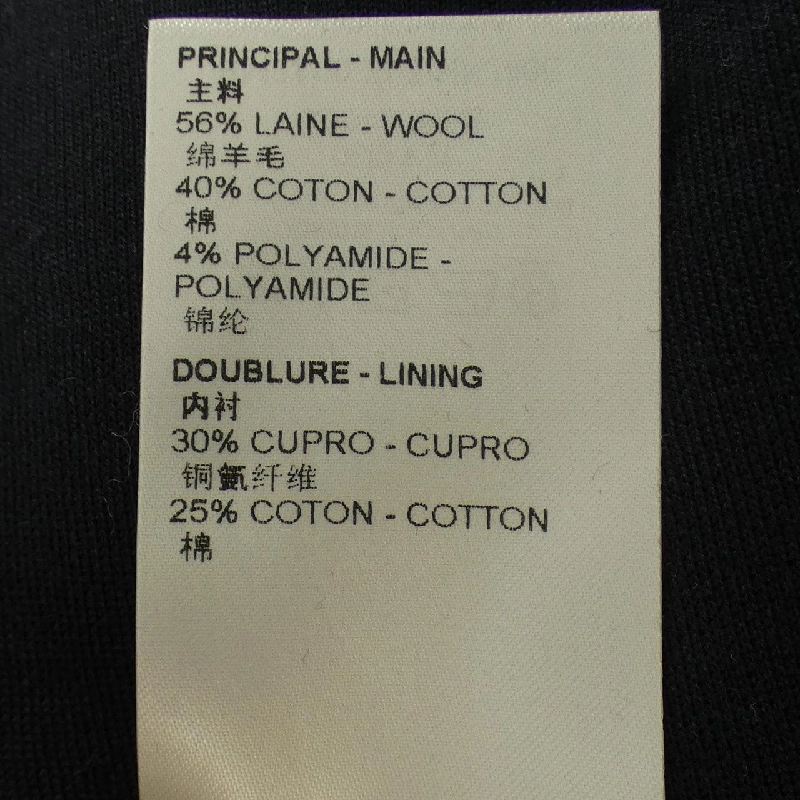 PRINCIPAL - MAIN
主料
56% LAINE - WOOL
绵羊毛
40% COTON - COTTON
棉
4% POLYAMIDE -
POLYAMIDE
锦纶
DOUBLURE - LINING
内衬
30% CUPRO - CUPRO
铜氨纤维
25% COTON - COTTON
棉